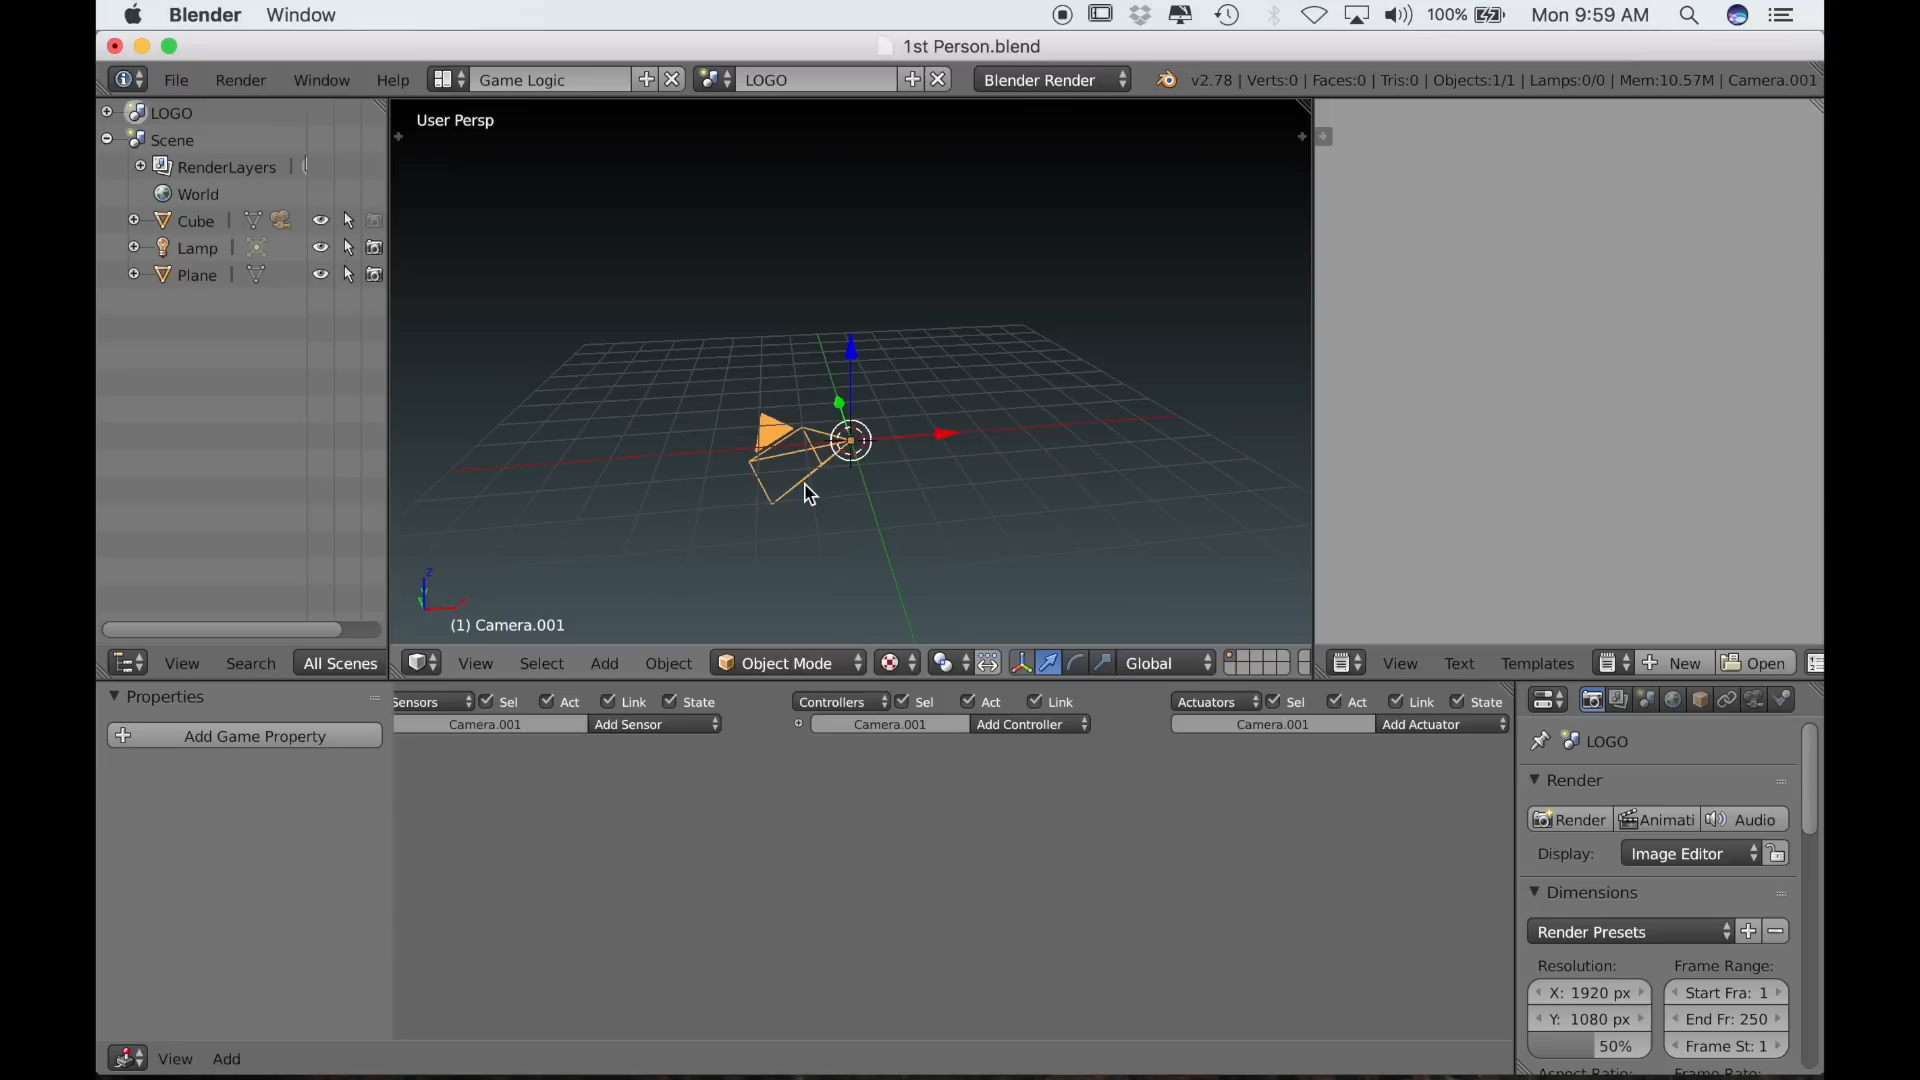 Blender Window 100% Mon 9:59 AM
1st Person.blend
File Render Window Help Game Logic LOGO Blender Render v2.78 | Verts:0 | Faces:0 | Tris:0 | Objects:1/1 | Lamps:0/0 | Mem:10.57M | Camera.001
LOGO
Scene
RenderLayers |
World
Cube |
Lamp |
Plane |
User Persp
z
x
(1) Camera.001
View Search All Scenes
View Select Add Object Object Mode Global
View Text Templates New Open
Properties
Add Game Property
Sensors Sel Act Link State
Camera.001 Add Sensor
Controllers Sel Act Link
Camera.001 Add Controller
Actuators Sel Act Link State
Camera.001 Add Actuator
LOGO
Render
Render Animati Audio
Display: Image Editor
Dimensions
Render Presets
Resolution: Frame Range:
X: 1920 px Start Fra: 1
Y: 1080 px End Fr: 250
50% Frame St: 1
Aspect Ratio: Frame Rate:
View Add